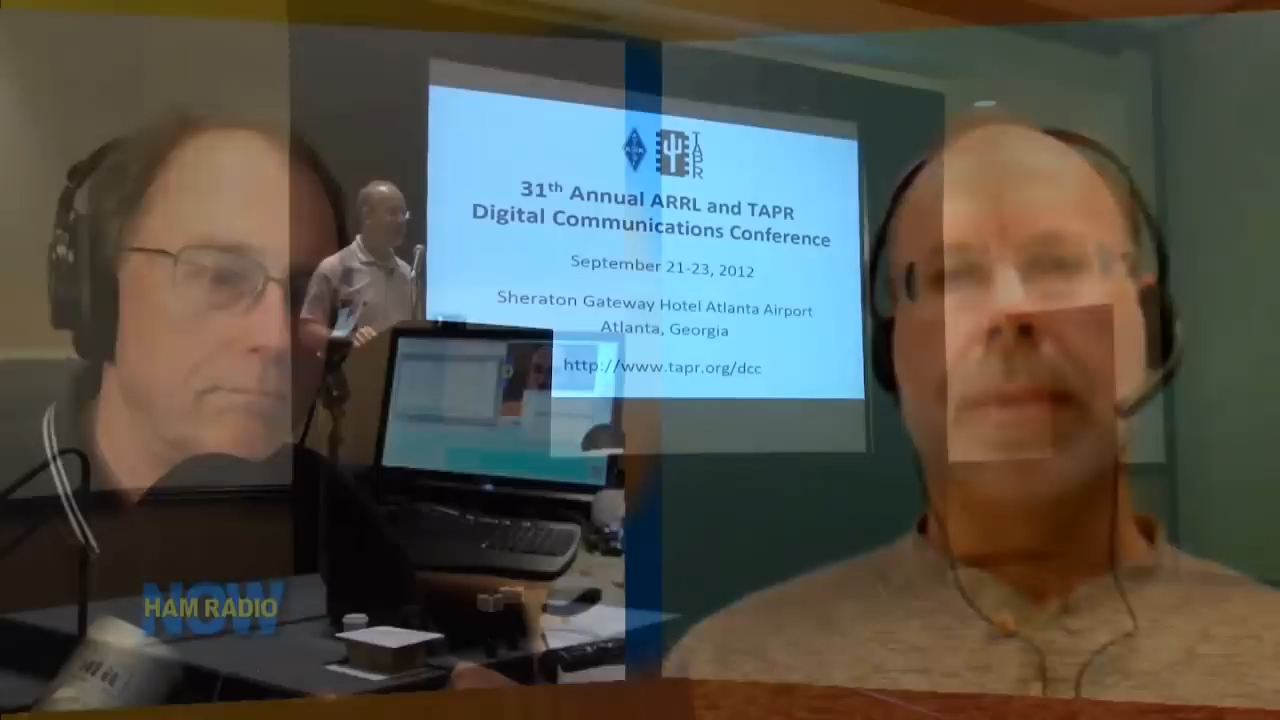 TAPR
31th Annual ARRL and TAPR
Digital Communications Conference
September 21-23, 2012
Sheraton Gateway Hotel Atlanta Airport
Atlanta, Georgia
http://www.tapr.org/dcc
HAM RADIO
NOW